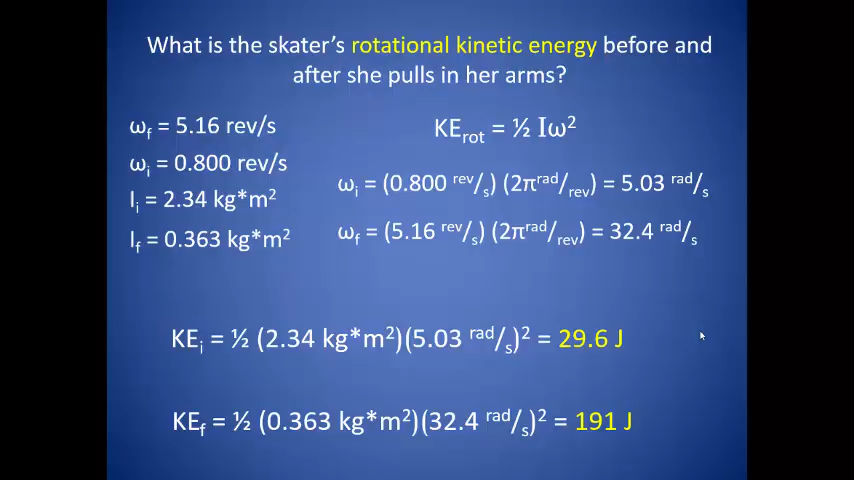 What is the skater's rotational kinetic energy before and
after she pulls in her arms?
ωf = 5.16 rev/s
KErot = ½ Iω²
ωi = 0.800 rev/s
ωi = (0.800 rev/s) (2πrad/rev) = 5.03 rad/s
Ii = 2.34 kg*m²
ωf = (5.16 rev/s) (2πrad/rev) = 32.4 rad/s
If = 0.363 kg*m²
KEi = ½ (2.34 kg*m²)(5.03 rad/s)² = 29.6 J
KEf = ½ (0.363 kg*m²)(32.4 rad/s)² = 191 J